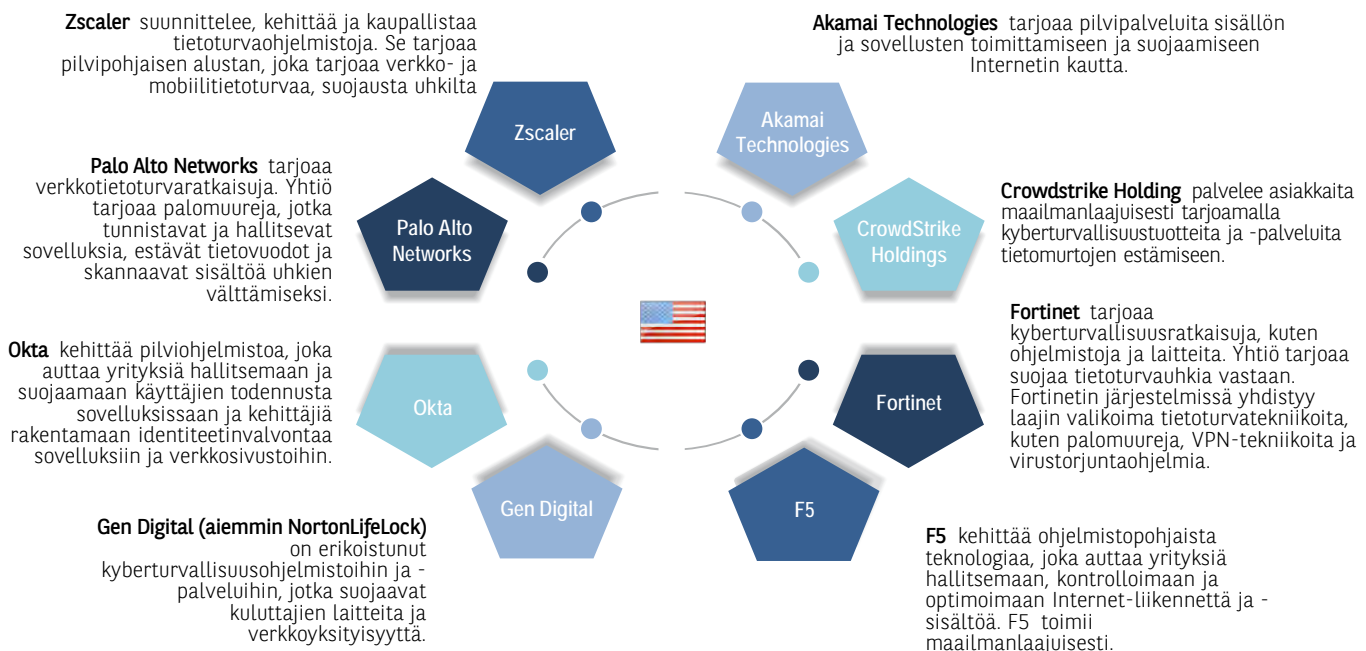 Zscaler suunnittelee, kehittää ja kaupallistaa
tietoturvaohjelmistoja. Se tarjoaa
pilvipohjaisen alustan, joka tarjoaa verkko- ja
mobiilitietoturvaa, suojausta uhkilta
Akamai Technologies tarjoaa pilvipalveluita sisällön
ja sovellusten toimittamiseen ja suojaamiseen
Internetin kautta.
Zscaler
Akamai
Technologies
Palo Alto Networks tarjoaa
verkkotietoturvaratkaisuja. Yhtiö
tarjoaa palomuureja, jotka
tunnistavat ja hallitsevat
sovelluksia, estävät tietovuodot ja
skannaavat sisältöä uhkien
välttämiseksi.
Palo Alto
Networks
CrowdStrike
Holdings
Crowdstrike Holding palvelee asiakkaita
maailmanlaajuisesti tarjoamalla
kyberturvallisuustuotteita ja -palveluita
tietomurtojen estämiseen.
Okta kehittää pilviohjelmistoa, joka
auttaa yrityksiä hallitsemaan ja
suojaamaan käyttäjien todennusta
sovelluksissaan ja kehittäjiä
rakentamaan identiteetinvalvontaa
sovelluksiin ja verkkosivustoihin.
Okta
Fortinet
Fortinet tarjoaa
kyberturvallisuusratkaisuja, kuten
ohjelmistoja ja laitteita. Yhtiö tarjoaa
suojaa tietoturvauhkia vastaan.
Fortinetin järjestelmissä yhdistyy
laajin valikoima tietoturvatekniikoita,
kuten palomuureja, VPN-tekniikoita ja
virustorjuntaohjelmia.
Gen Digital
F5
Gen Digital (aiemmin NortonLifeLock)
on erikoistunut
kyberturvallisuusohjelmistoihin ja -
palveluihin, jotka suojaavat
kuluttajien laitteita ja
verkkoyksityisyyttä.
F5 kehittää ohjelmistopohjaista
teknologiaa, joka auttaa yrityksiä
hallitsemaan, kontrolloimaan ja
optimoimaan Internet-liikennettä ja -
sisältöä. F5 toimii
maailmanlaajuisesti.